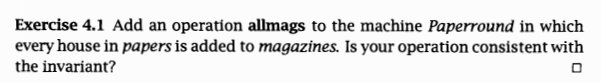 Exercise 4.1 Add an operation allmags to the machine Paperround in which
every house in papers is added to magazines. Is your operation consistent with
the invariant? □